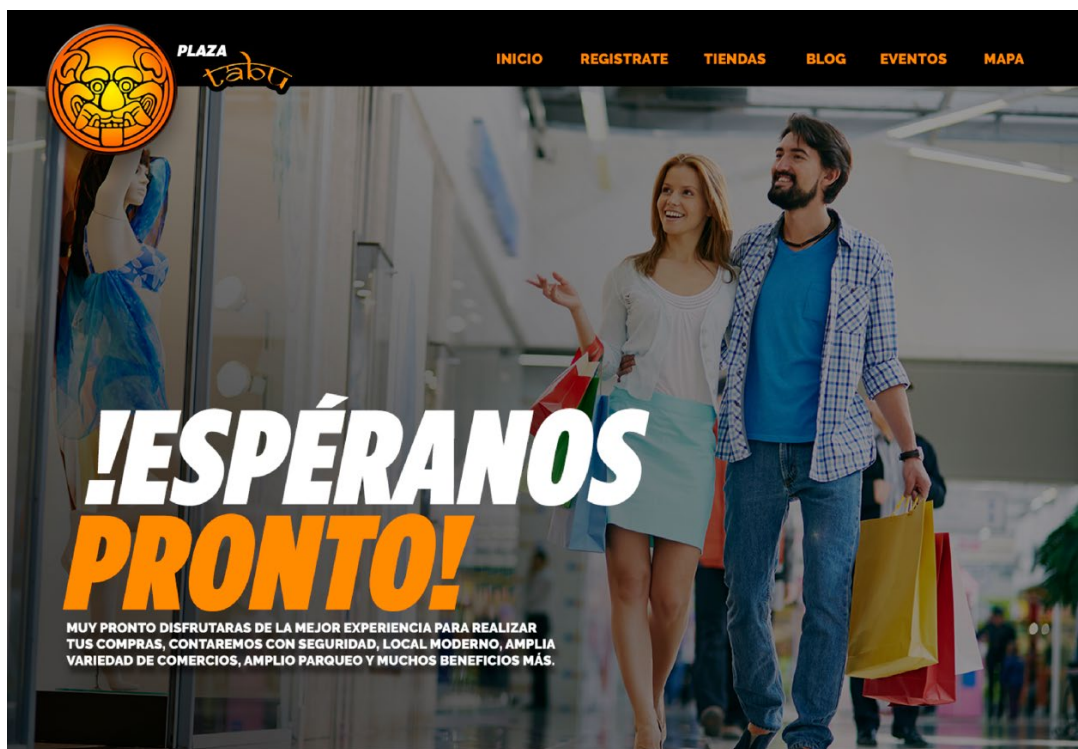 PLAZA
tabú
INICIO REGISTRATE TIENDAS BLOG EVENTOS MAPA
!ESPÉRANOS
PRONTO!
MUY PRONTO DISFRUTARAS DE LA MEJOR EXPERIENCIA PARA REALIZAR
TUS COMPRAS, CONTAREMOS CON SEGURIDAD, LOCAL MODERNO, AMPLIA
VARIEDAD DE COMERCIOS, AMPLIO PARQUEO Y MUCHOS BENEFICIOS MÁS.